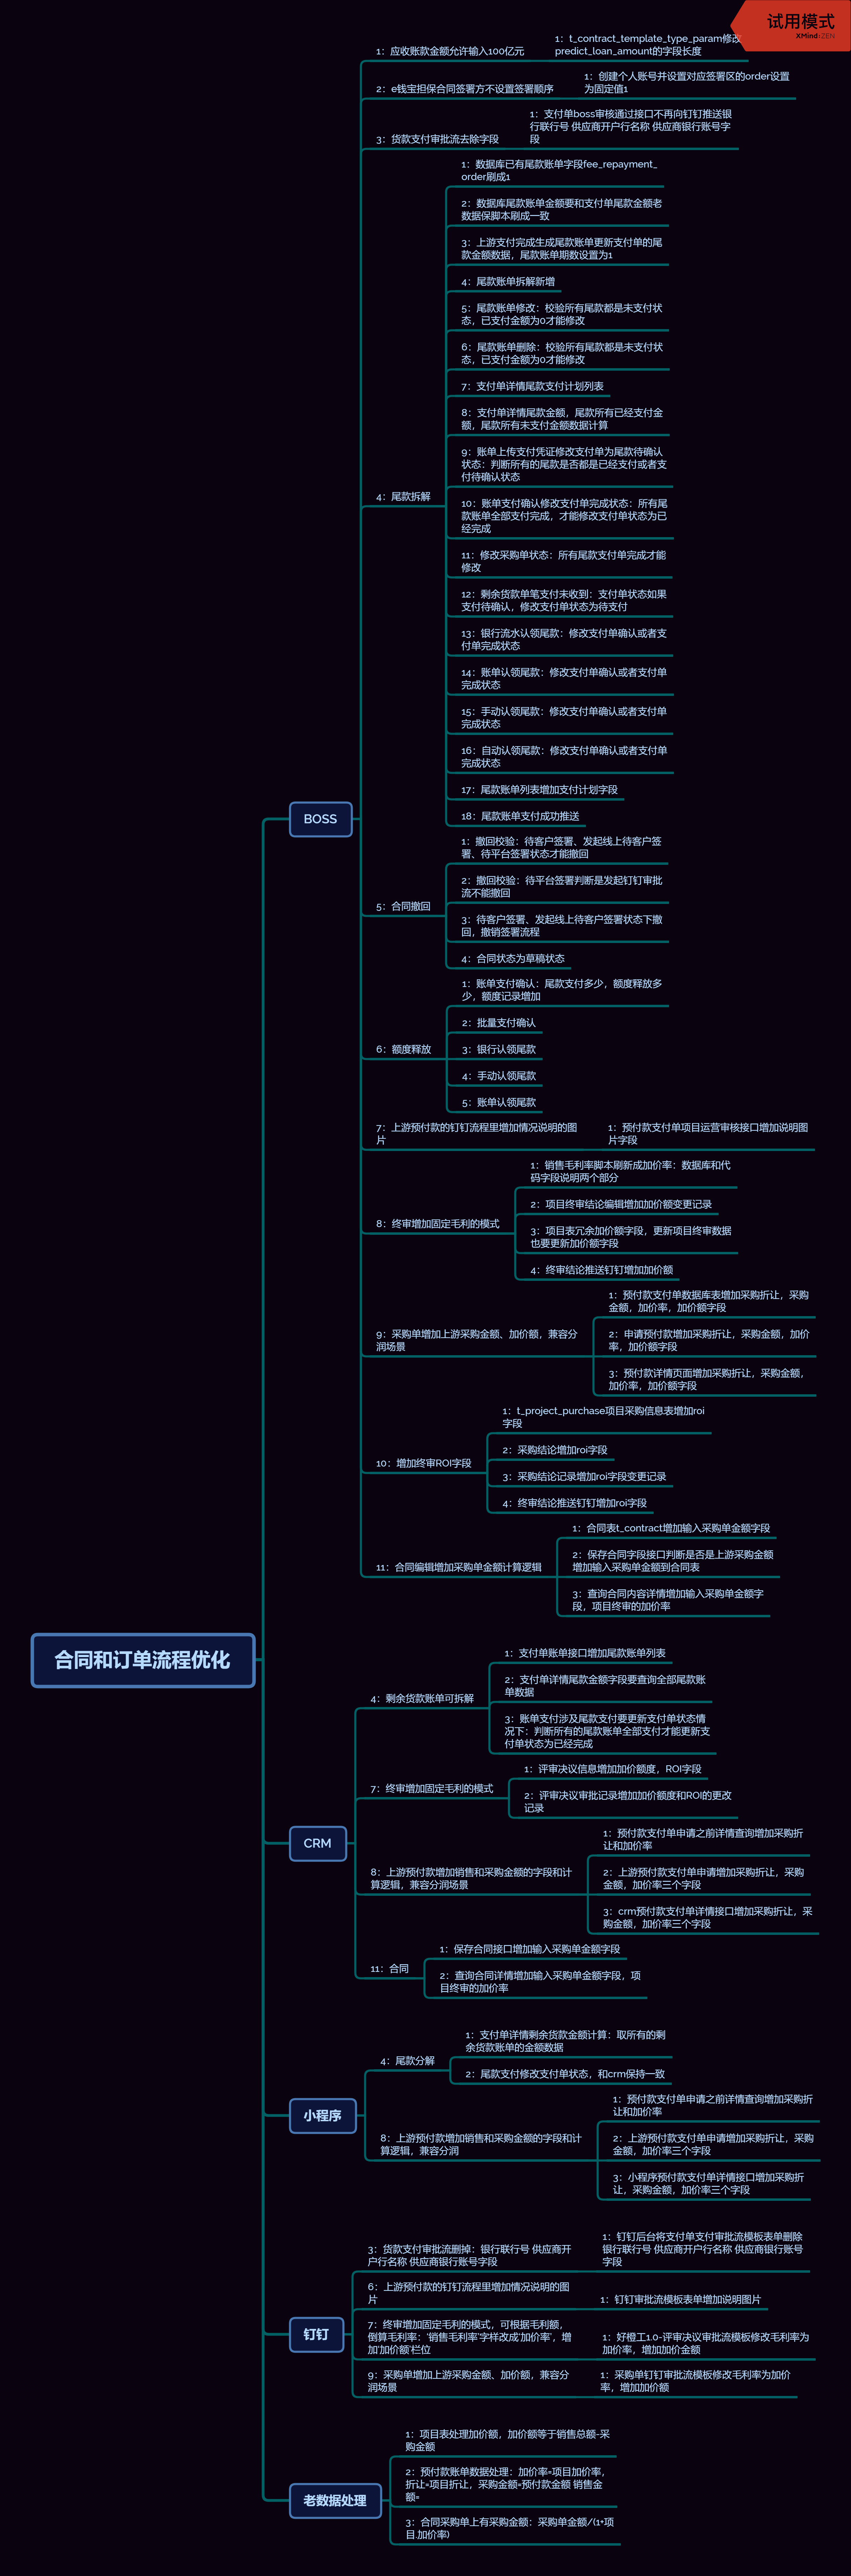 试用模式
XMind:ZEN
合同和订单流程优化
BOSS
1：应收账款金额允许输入100亿元
1：t_contract_template_type_param修改
predict_loan_amount的字段长度
2：e钱宝担保合同签署方不设置签署顺序
1：创建个人账号并设置对应签署区的order设置
为固定值1
3：货款支付审批流去除字段
1：支付单boss审核通过接口不再向钉钉推送银
行联行号 供应商开户行名称 供应商银行账号字
段
4：尾款拆解
1：数据库已有尾款账单字段fee_repayment_
order刷成1
2：数据库尾款账单金额要和支付单尾款金额老
数据保脚本刷成一致
3：上游支付完成生成尾款账单更新支付单的尾
款金额数据，尾款账单期数设置为1
4：尾款账单拆解新增
5：尾款账单修改：校验所有尾款都是未支付状
态，已支付金额为0才能修改
6：尾款账单删除：校验所有尾款都是未支付状
态，已支付金额为0才能修改
7：支付单详情尾款支付计划列表
8：支付单详情尾款金额，尾款所有已经支付金
额，尾款所有未支付金额数据计算
9：账单上传支付凭证修改支付单为尾款待确认
状态：判断所有的尾款是否都是已经支付或者支
付待确认状态
10：账单支付确认修改支付单完成状态：所有尾
款账单全部支付完成，才能修改支付单状态为已
经完成
11：修改采购单状态：所有尾款支付单完成才能
修改
12：剩余货款单笔支付未收到：支付单状态如果
支付待确认，修改支付单状态为待支付
13：银行流水认领尾款：修改支付单确认或者支
付单完成状态
14：账单认领尾款：修改支付单确认或者支付单
完成状态
15：手动认领尾款：修改支付单确认或者支付单
完成状态
16：自动认领尾款：修改支付单确认或者支付单
完成状态
17：尾款账单列表增加支付计划字段
18：尾款账单支付成功推送
5：合同撤回
1：撤回校验：待客户签署、发起线上待客户签
署、待平台签署状态才能撤回
2：撤回校验：待平台签署判断是发起钉钉审批
流不能撤回
3：待客户签署、发起线上待客户签署状态下撤
回，撤销签署流程
4：合同状态为草稿状态
6：额度释放
1：账单支付确认：尾款支付多少，额度释放多
少，额度记录增加
2：批量支付确认
3：银行认领尾款
4：手动认领尾款
5：账单认领尾款
7：上游预付款的钉钉流程里增加情况说明的图
片
1：预付款支付单项目运营审核接口增加说明图
片字段
8：终审增加固定毛利的模式
1：销售毛利率脚本刷新成加价率：数据库和代
码字段说明两个部分
2：项目终审结论编辑增加加价额变更记录
3：项目表冗余加价额字段，更新项目终审数据
也要更新加价额字段
4：终审结论推送钉钉增加加价额
9：采购单增加上游采购金额、加价额，兼容分
润场景
1：预付款支付单数据库表增加采购折让，采购
金额，加价率，加价额字段
2：申请预付款增加采购折让，采购金额，加价
率，加价额字段
3：预付款详情页面增加采购折让，采购金额，
加价率，加价额字段
10：增加终审ROI字段
1：t_project_purchase项目采购信息表增加roi
字段
2：采购结论增加roi字段
3：采购结论记录增加roi字段变更记录
4：终审结论推送钉钉增加roi字段
11：合同编辑增加采购单金额计算逻辑
1：合同表t_contract增加输入采购单金额字段
2：保存合同字段接口判断是否是上游采购金额
增加输入采购单金额到合同表
3：查询合同内容详情增加输入采购单金额字
段，项目终审的加价率
CRM
4：剩余货款账单可拆解
1：支付单账单接口增加尾款账单列表
2：支付单详情尾款金额字段要查询全部尾款账
单数据
3：账单支付涉及尾款支付要更新支付单状态情
况下：判断所有的尾款账单全部支付才能更新支
付单状态为已经完成
7：终审增加固定毛利的模式
1：评审决议信息增加加价额度，ROI字段
2：评审决议审批记录增加加价额度和ROI的更改
记录
8：上游预付款增加销售和采购金额的字段和计
算逻辑，兼容分润场景
1：预付款支付单申请之前详情查询增加采购折
让和加价率
2：上游预付款支付单申请增加采购折让，采购
金额，加价率三个字段
3：crm预付款支付单详情接口增加采购折让，采
购金额，加价率三个字段
11：合同
1：保存合同接口增加输入采购单金额字段
2：查询合同详情增加输入采购单金额字段，项
目终审的加价率
小程序
4：尾款分解
1：支付单详情剩余货款金额计算：取所有的剩
余货款账单的金额数据
2：尾款支付修改支付单状态，和crm保持一致
8：上游预付款增加销售和采购金额的字段和计
算逻辑，兼容分润
1：预付款支付单申请之前详情查询增加采购折
让和加价率
2：上游预付款支付单申请增加采购折让，采购
金额，加价率三个字段
3：小程序预付款支付单详情接口增加采购折
让，采购金额，加价率三个字段
钉钉
3：货款支付审批流删掉：银行联行号 供应商开
户行名称 供应商银行账号字段
1：钉钉后台将支付单支付审批流模板表单删除
银行联行号 供应商开户行名称 供应商银行账号
字段
6：上游预付款的钉钉流程里增加情况说明的图
片
1：钉钉审批流模板表单增加说明图片
7：终审增加固定毛利的模式，可根据毛利额，
倒算毛利率：‘销售毛利率’字样改成‘加价率’，增
加‘加价额’栏位
1：好橙工1.0-评审决议审批流模板修改毛利率为
加价率，增加加价金额
9：采购单增加上游采购金额、加价额，兼容分
润场景
1：采购单钉钉审批流模板修改毛利率为加价
率，增加加价额
老数据处理
1：项目表处理加价额，加价额等于销售总额-采
购金额
2：预付款账单数据处理：加价率=项目加价率，
折让=项目折让，采购金额=预付款金额 销售金
额=
3：合同采购单上有采购金额：采购单金额/(1+项
目.加价率)